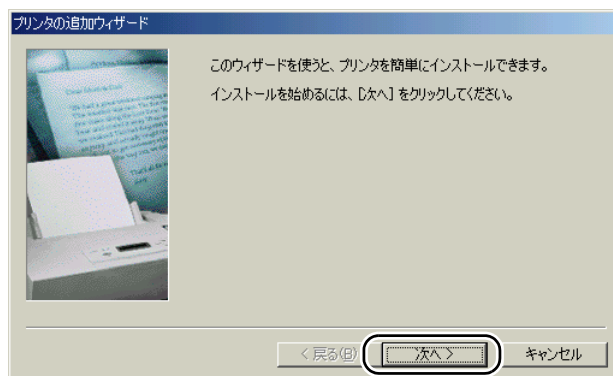 プリンタの追加ウィザード
このウィザードを使うと、プリンタを簡単にインストールできます。
インストールを始めるには、[次へ] をクリックしてください。
Dear
< 戻る(B)
次へ >
キャンセル